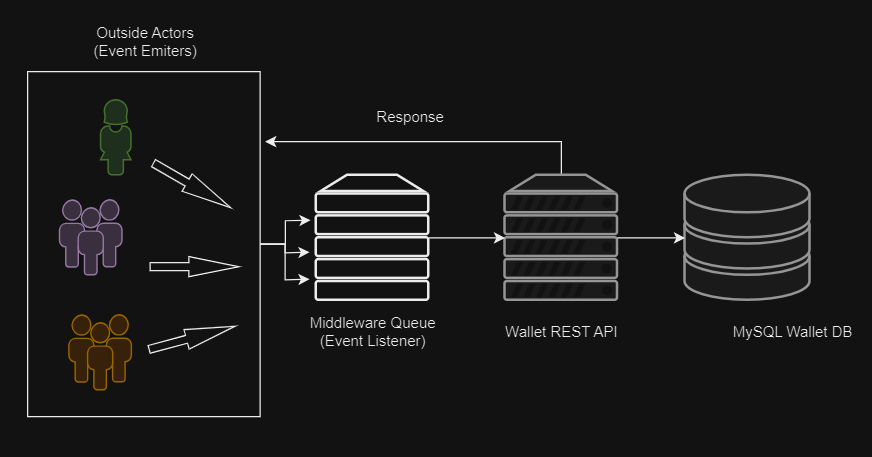 Outside Actors
(Event Emiters)
Response
Middleware Queue
(Event Listener)
Wallet REST API
MySQL Wallet DB